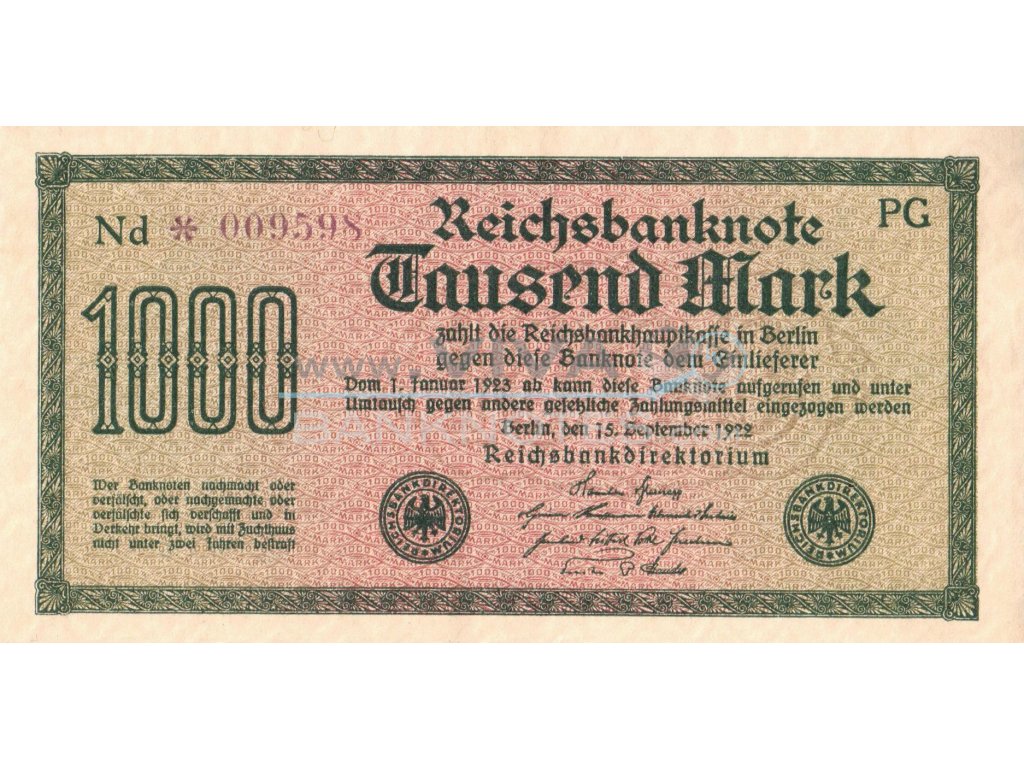 Nd * 009598
PG
Reichsbanknote
Tausend Mark
1000
zahlt die Reichsbankhauptkasse in Berlin
gegen diese Banknote dem Einlieferer
Vom 1. Januar 1923 ab kann diese Banknote aufgerufen und unter
Umtausch gegen andere gesetzliche Zahlungsmittel eingezogen werden
Berlin, den 15. September 1922
Reichsbankdirektorium
Wer Banknoten nachmacht oder
verfälscht, oder nachgemachte oder
verfälschte sich verschafft und in
Verkehr bringt, wird mit Zuchthaus
nicht unter zwei Jahren bestraft
REICHSBANKDIREKTORIUM
REICHSBANKDIREKTORIUM